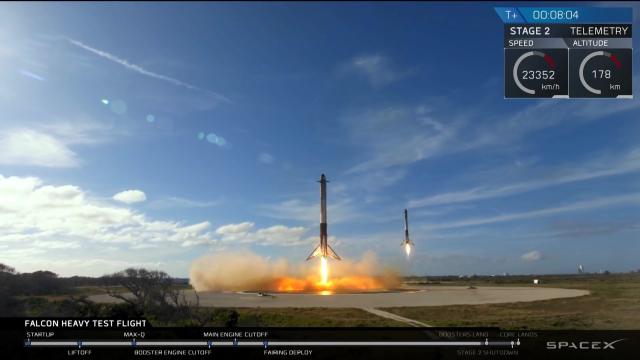 T+ 00:08:04
STAGE 2 TELEMETRY
SPEED ALTITUDE
23352 178
km/h km
FALCON HEAVY TEST FLIGHT
STARTUP MAX-Q MAIN ENGINE CUTOFF BOOSTERS LAND CORE LANDS
LIFTOFF BOOSTER ENGINE CUTOFF FAIRING DEPLOY STAGE 2 SHUTDOWN
SPACEX